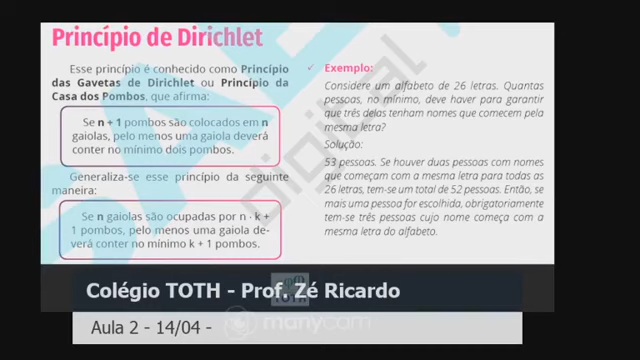 Princípio de Dirichlet
Esse princípio é conhecido como Princípio
das Gavetas de Dirichlet ou Princípio da
Casa dos Pombos, que afirma:
Se n + 1 pombos são colocados em n
gaiolas, pelo menos uma gaiola deverá
conter no mínimo dois pombos.
Generaliza-se esse princípio da seguinte
maneira:
Se n gaiolas são ocupadas por n · k +
1 pombos, pelo menos uma gaiola de-
verá conter no mínimo k + 1 pombos.
✓ Exemplo:
Considere um alfabeto de 26 letras. Quantas
pessoas, no mínimo, deve haver para garantir
que três delas tenham nomes que comecem pela
mesma letra?
Solução:
53 pessoas. Se houver duas pessoas com nomes
que começam com a mesma letra para todas as
26 letras, tem-se um total de 52 pessoas. Então, se
mais uma pessoa for escolhida, obrigatoriamente
tem-se três pessoas cujo nome começa com a
mesma letra do alfabeto.
digital
Colégio TOTH - Prof. Zé Ricardo
TOTH
Aula 2 - 14/04 -
manycam